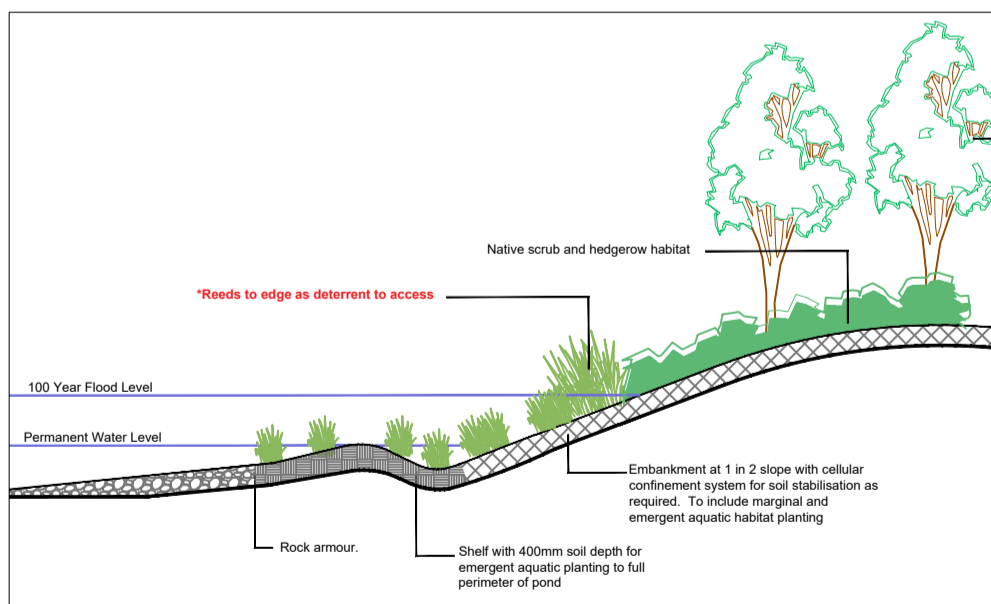 Native scrub and hedgerow habitat
*Reeds to edge as deterrent to access
100 Year Flood Level
Permanent Water Level
Embankment at 1 in 2 slope with cellular
confinement system for soil stabilisation as
required. To include marginal and
emergent aquatic habitat planting
Rock armour.
Shelf with 400mm soil depth for
emergent aquatic planting to full
perimeter of pond